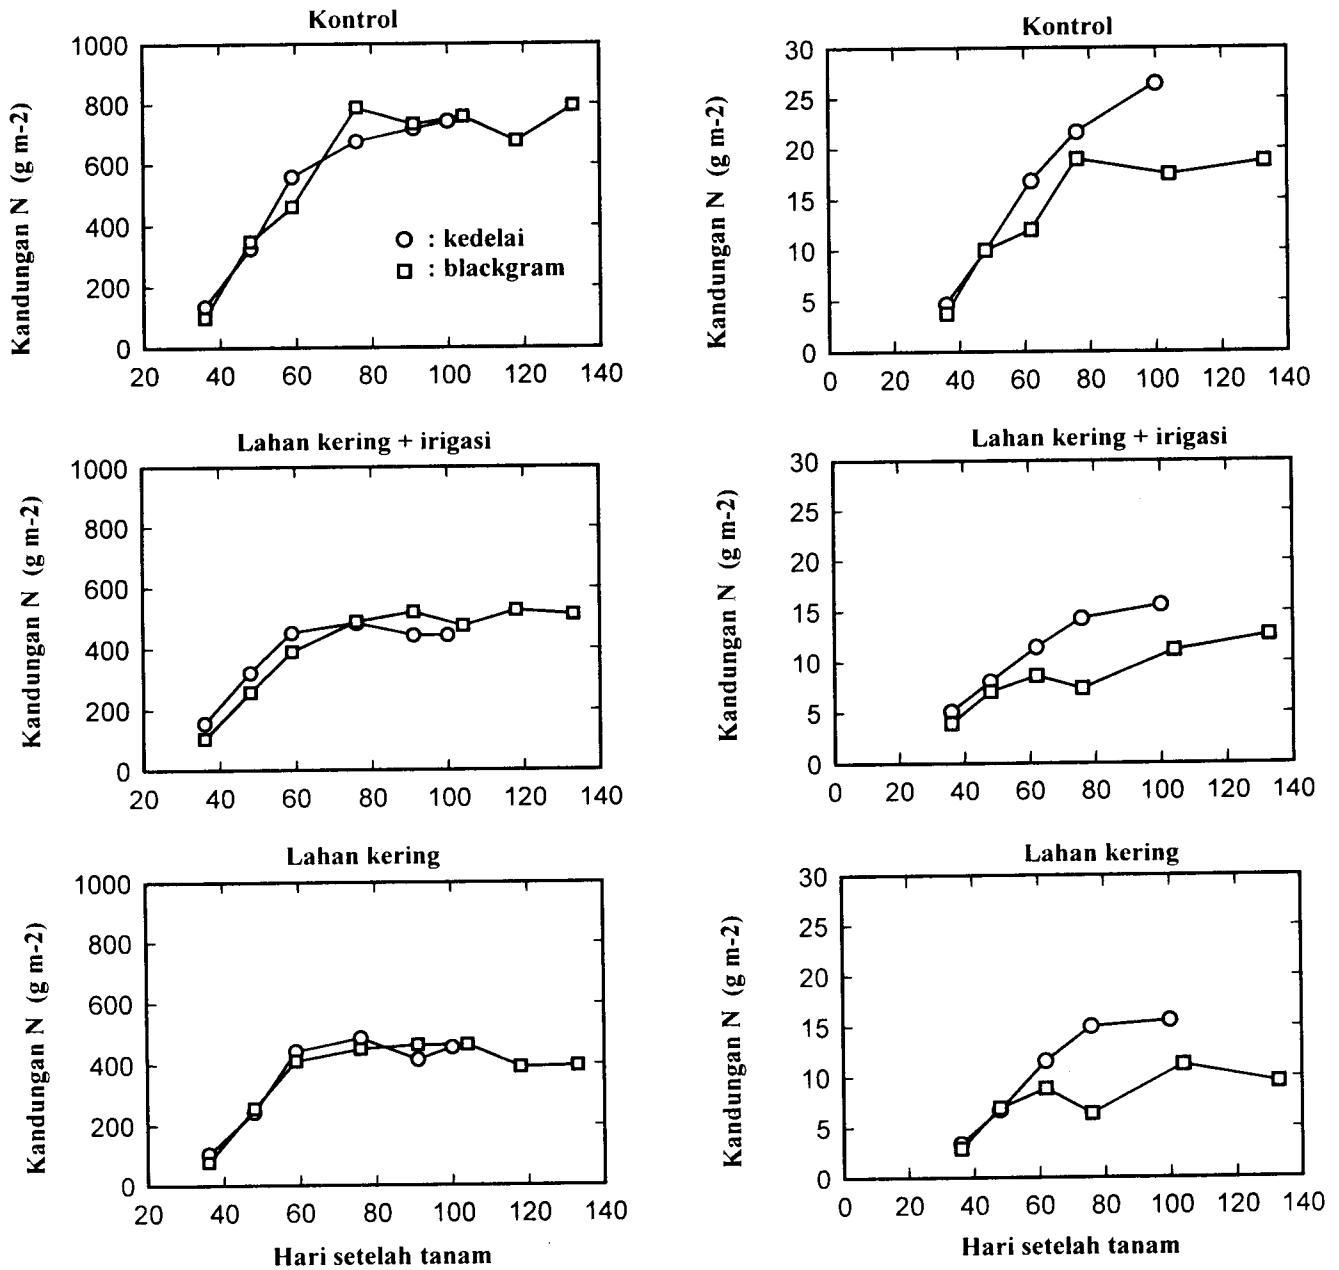 Kontrol
Kandungan N (g m-2)
1000
800
600
400
200
0
○ : kedelai
□ : blackgram
20 40 60 80 100 120 140
Kontrol
Kandungan N (g m-2)
30
25
20
15
10
5
0
0 20 40 60 80 100 120 140
Lahan kering + irigasi
Kandungan N (g m-2)
1000
800
600
400
200
0
20 40 60 80 100 120 140
Lahan kering + irigasi
Kandungan N (g m-2)
30
25
20
15
10
5
0
0 20 40 60 80 100 120 140
Lahan kering
Kandungan N (g m-2)
1000
800
600
400
200
0
20 40 60 80 100 120 140
Hari setelah tanam
Lahan kering
Kandungan N (g m-2)
30
25
20
15
10
5
0
0 20 40 60 80 100 120 140
Hari setelah tanam